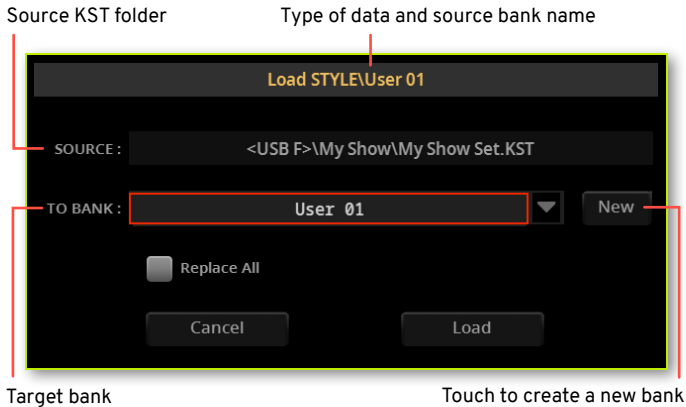 Source KST folder
Type of data and source bank name
Load STYLE\User 01
SOURCE :
<USB F>\My Show\My Show Set.KST
TO BANK :
User 01
New
Replace All
Cancel
Load
Target bank
Touch to create a new bank